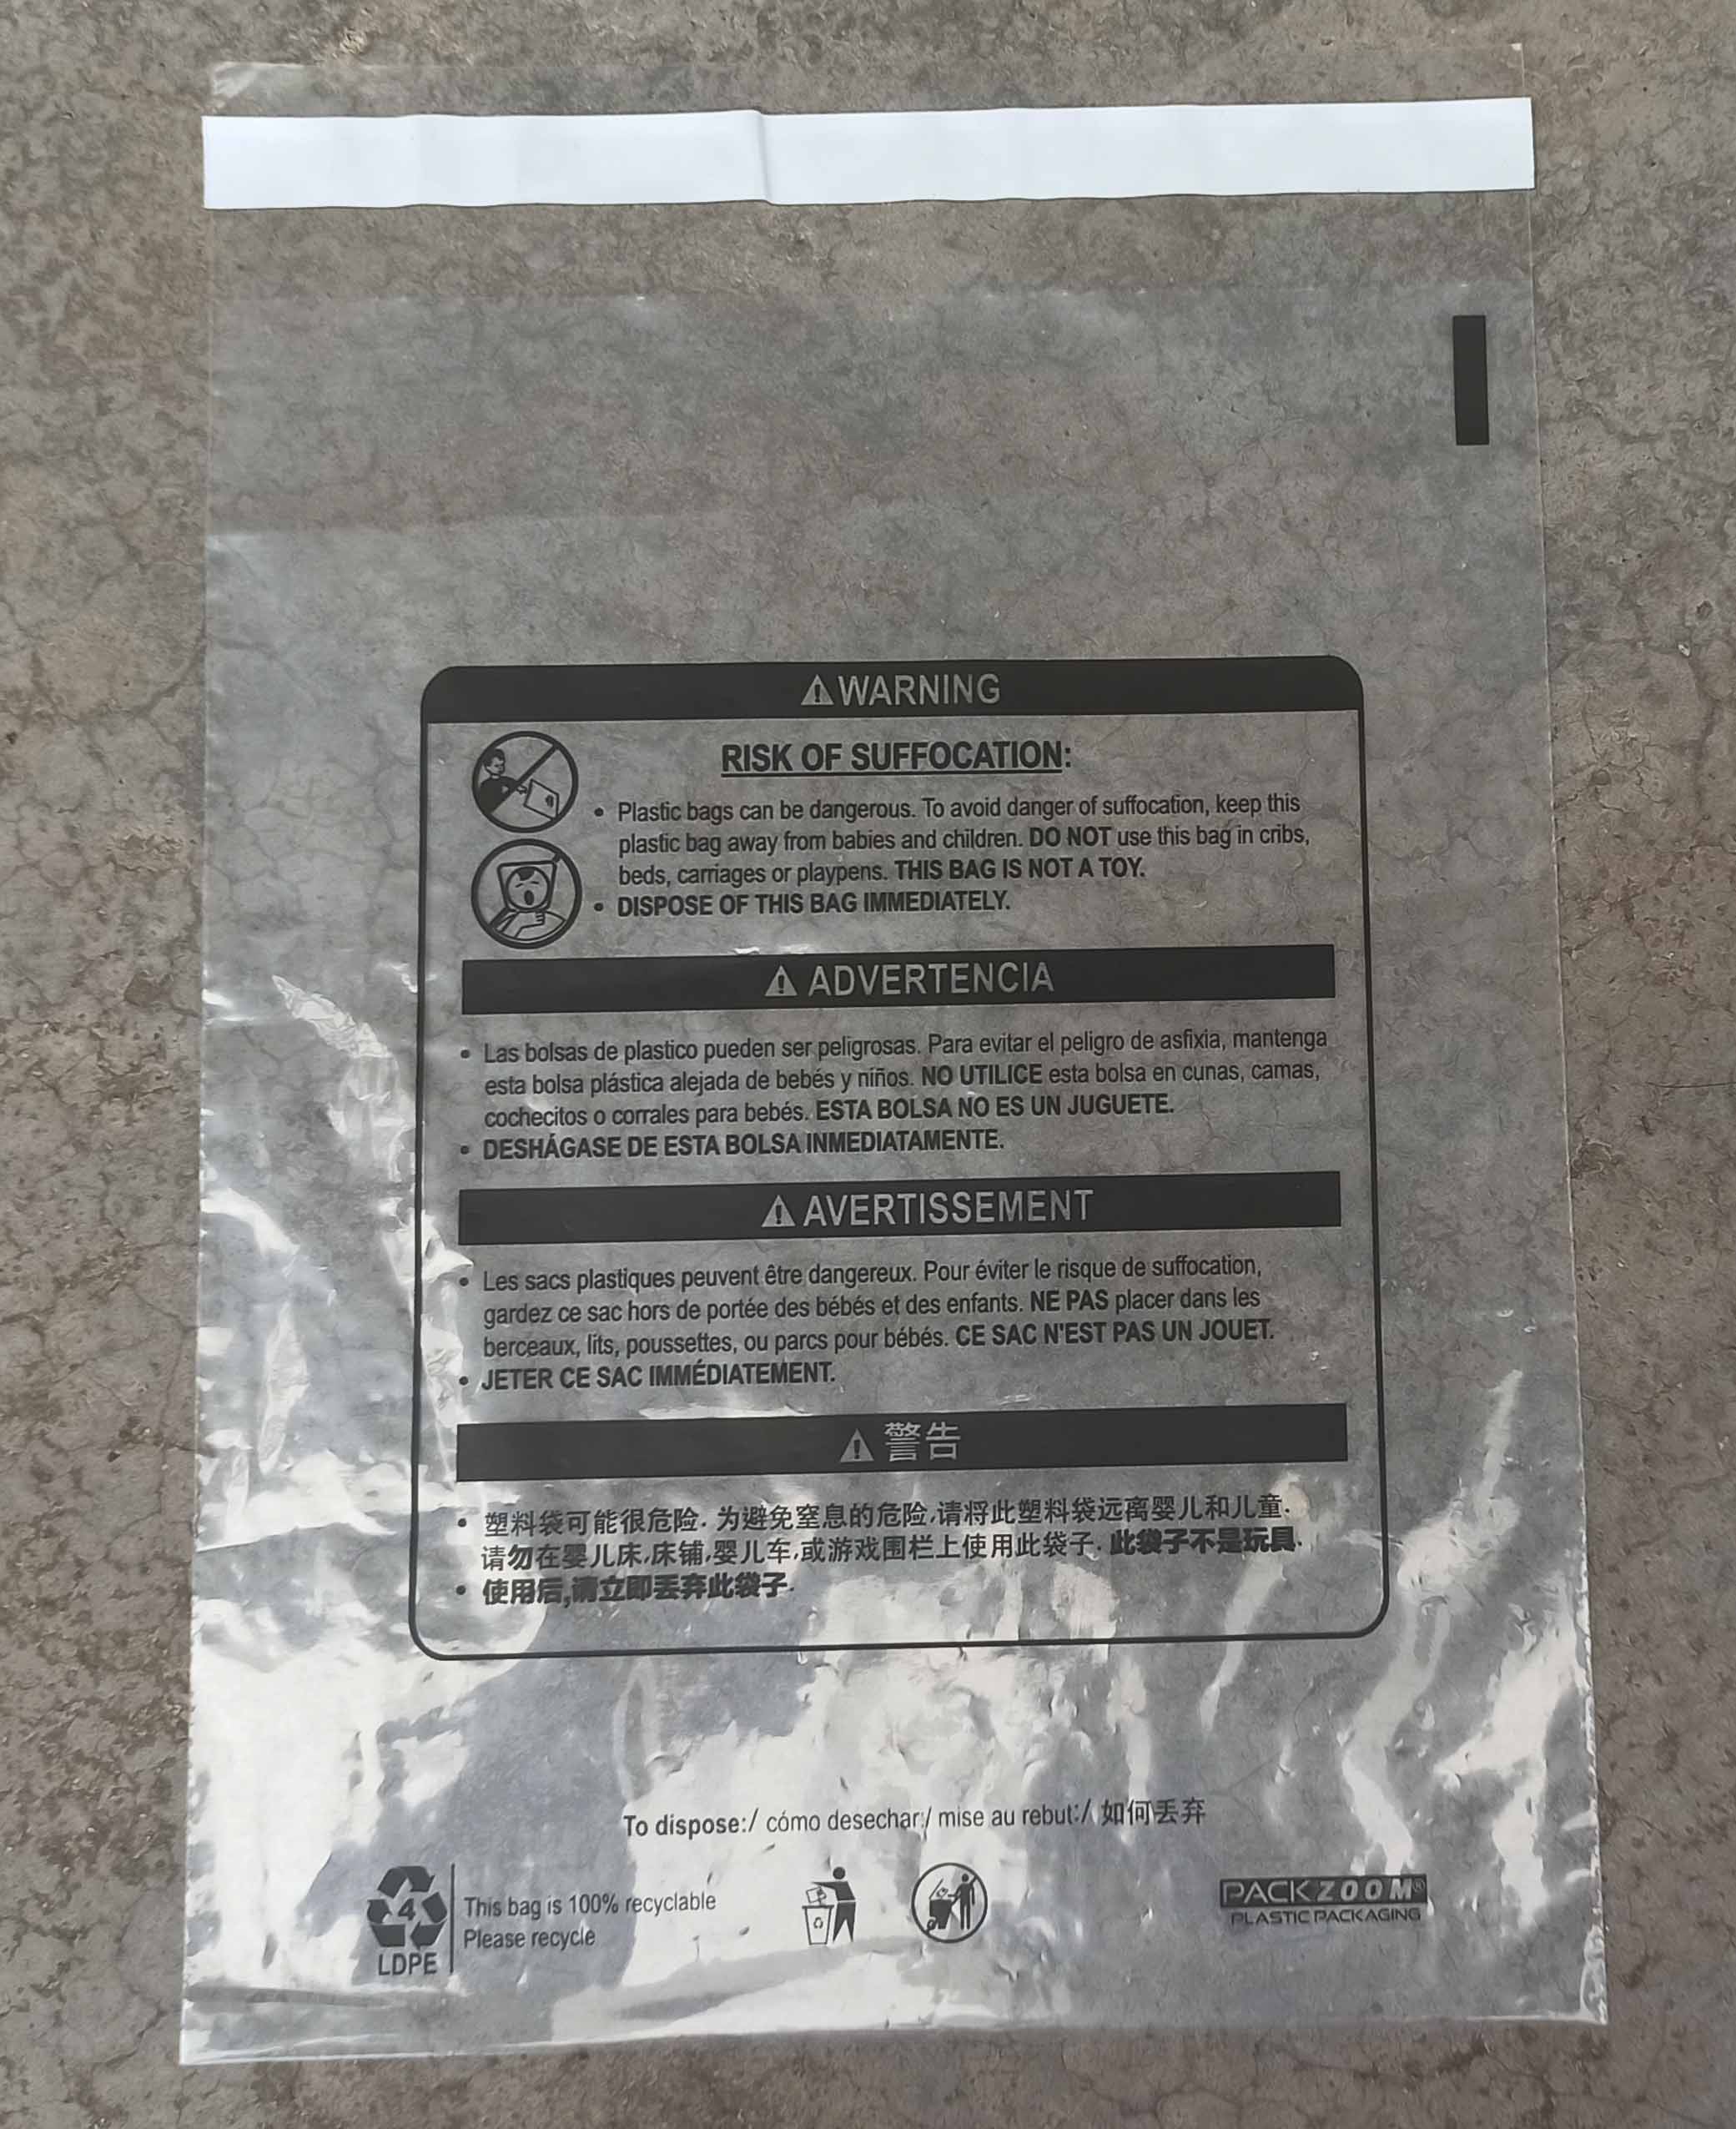 ⚠ WARNING
RISK OF SUFFOCATION:
• Plastic bags can be dangerous. To avoid danger of suffocation, keep this
plastic bag away from babies and children. DO NOT use this bag in cribs,
beds, carriages or playpens. THIS BAG IS NOT A TOY.
• DISPOSE OF THIS BAG IMMEDIATELY.
⚠ ADVERTENCIA
• Las bolsas de plastico pueden ser peligrosas. Para evitar el peligro de asfixia, mantenga
esta bolsa plástica alejada de bebés y niños. NO UTILICE esta bolsa en cunas, camas,
cochecitos o corrales para bebés. ESTA BOLSA NO ES UN JUGUETE.
• DESHÁGASE DE ESTA BOLSA INMEDIATAMENTE.
⚠ AVERTISSEMENT
• Les sacs plastiques peuvent être dangereux. Pour éviter le risque de suffocation,
gardez ce sac hors de portée des bébés et des enfants. NE PAS placer dans les
berceaux, lits, poussettes, ou parcs pour bébés. CE SAC N'EST PAS UN JOUET.
• JETER CE SAC IMMÉDIATEMENT.
⚠ 警告
• 塑料袋可能很危险. 为避免窒息的危险,请将此塑料袋远离婴儿和儿童.
请勿在婴儿床,床铺,婴儿车,或游戏围栏上使用此袋子. 此袋子不是玩具.
• 使用后,请立即丢弃此袋子.
To dispose:/ cómo desechar:/ mise au rebut:/ 如何丢弃
4
LDPE
This bag is 100% recyclable
Please recycle
PACKZOOM®
PLASTIC PACKAGING